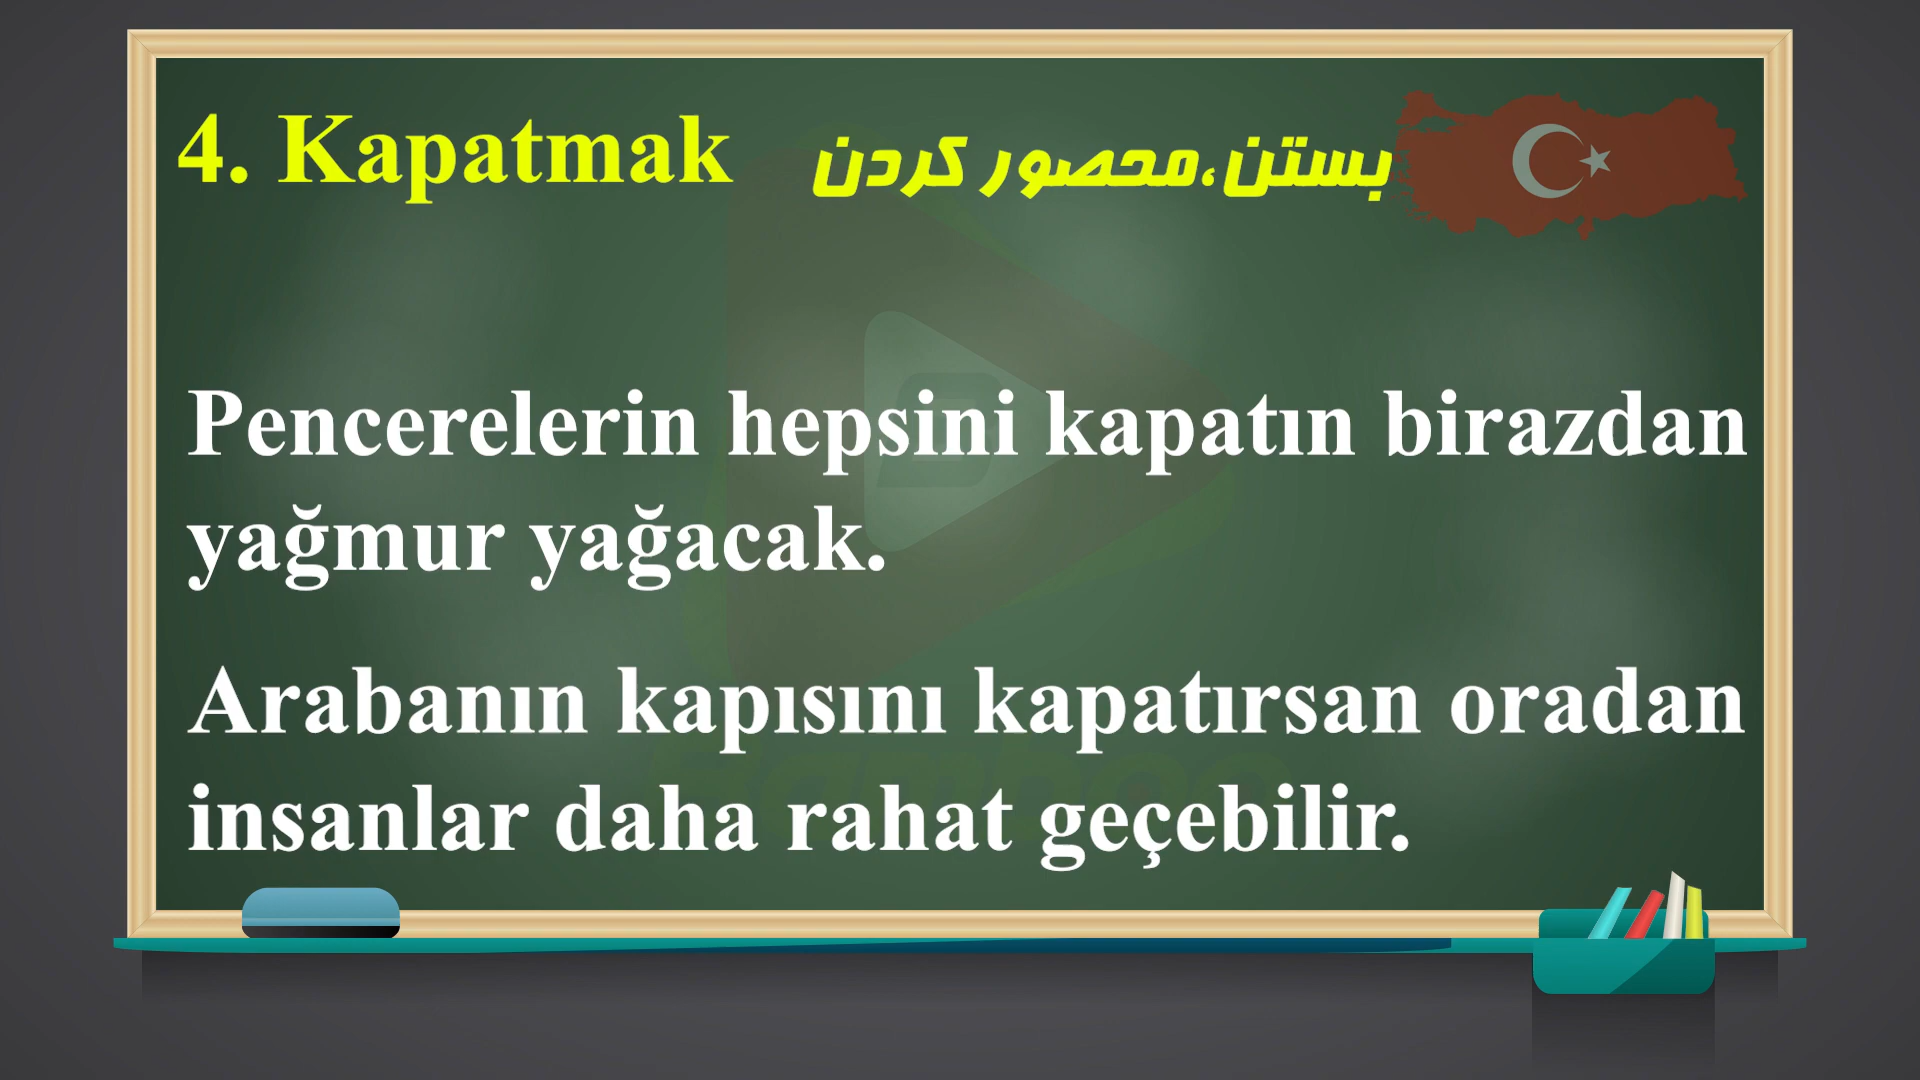 4. Kapatmak بستن،محصور کردن
Pencerelerin hepsini kapatın birazdan
yağmur yağacak.
Arabanın kapısını kapatırsan oradan
insanlar daha rahat geçebilir.